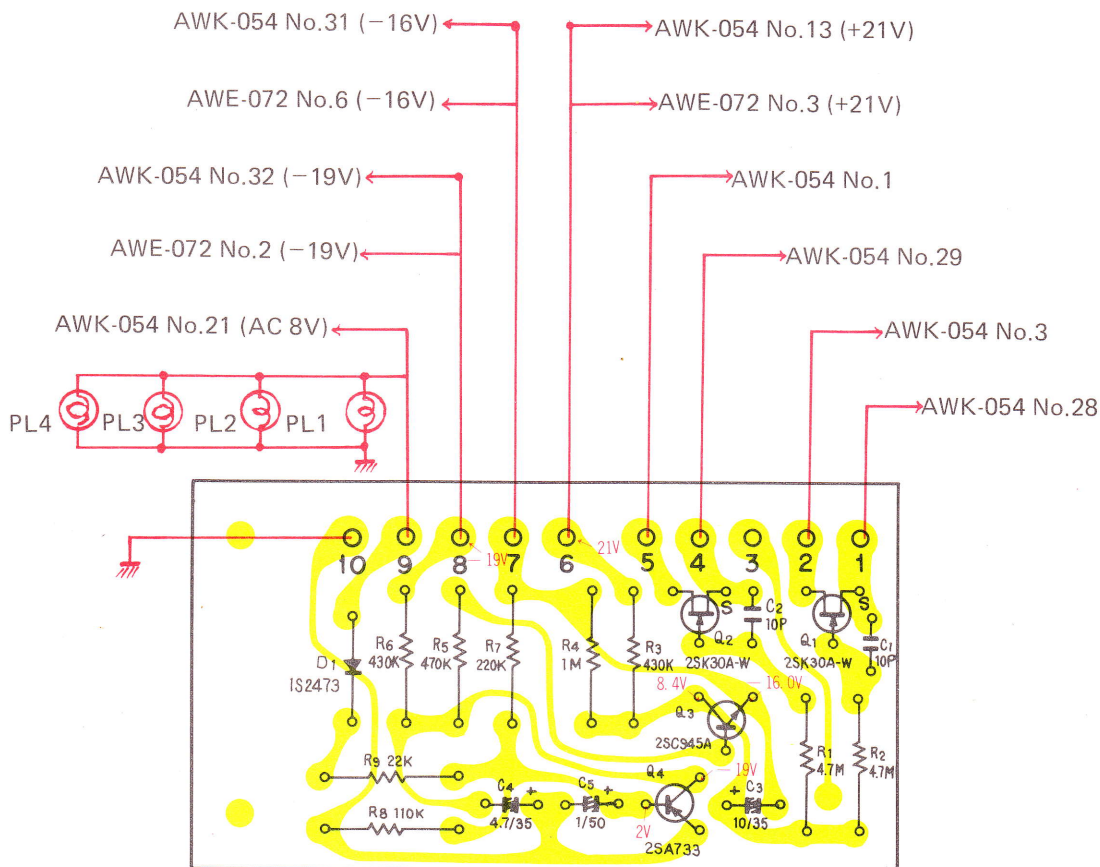 AWK-054 No.31 (−16V)
AWK-054 No.13 (+21V)
AWE-072 No.6 (−16V)
AWE-072 No.3 (+21V)
AWK-054 No.32 (−19V)
AWK-054 No.1
AWE-072 No.2 (−19V)
AWK-054 No.29
AWK-054 No.21 (AC 8V)
AWK-054 No.3
AWK-054 No.28
PL4 PL3 PL2 PL1
10 9 8 7 6 5 4 3 2 1
−19V
21V
S
S
C2
10P
C1
10P
Q2
2SK30A-W
Q1
2SK30A-W
D1
1S2473
R6
430K
R5
470K
R7
220K
R4
1M
R3
430K
8.4V
−16.0V
Q3
2SC945A
R1
4.7M
R2
4.7M
R9 22K
R8 110K
C4 +
4.7/35
C5 +
1/50
Q4
−19V
2V
2SA733
+ C3
10/35